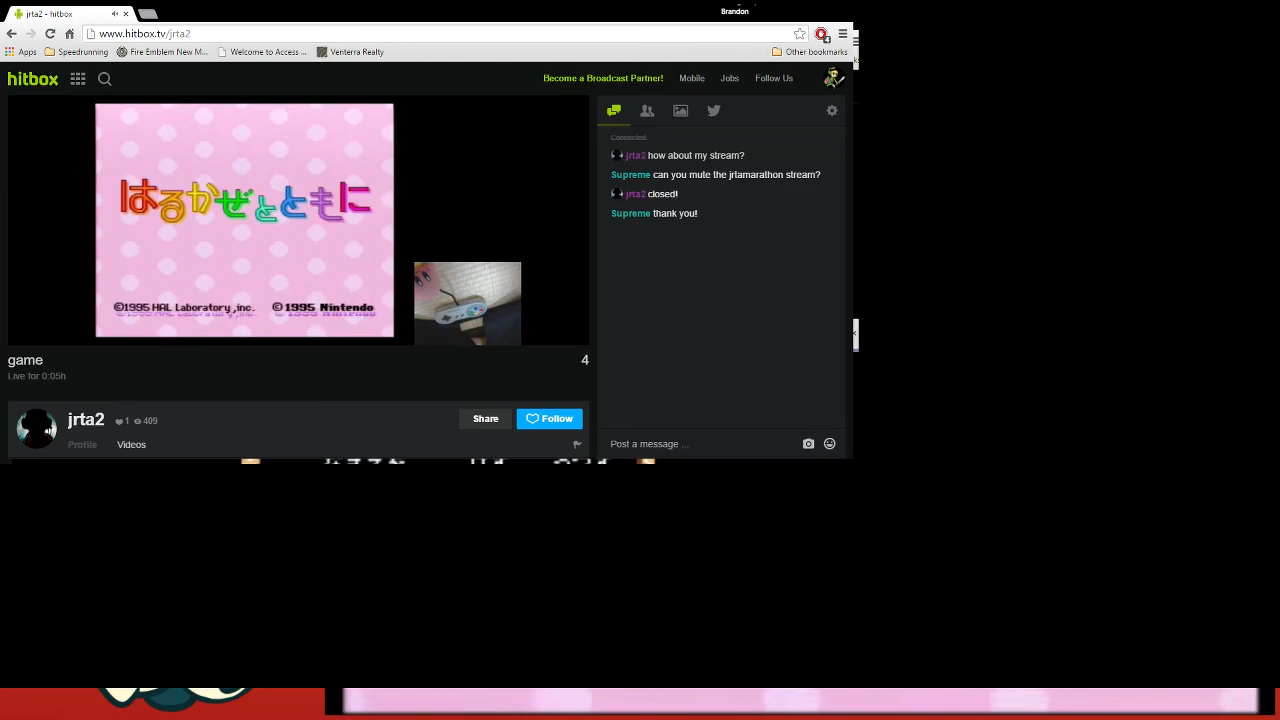 Brandon
jrta2 - hitbox
www.hitbox.tv/jrta2
Apps Speedrunning Fire Emblem New M... Welcome to Access ... Venterra Realty Other bookmarks
hitbox Become a Broadcast Partner! Mobile Jobs Follow Us
はるかぜとともに
©1995 HAL Laboratory,inc. ©1995 Nintendo
Connected.
jrta2 how about my stream?
Supreme can you mute the jrtamarathon stream?
jrta2 closed!
Supreme thank you!
game 4
Live for 0:05h
jrta2 1 409 Share Follow
Profile Videos
Post a message ...